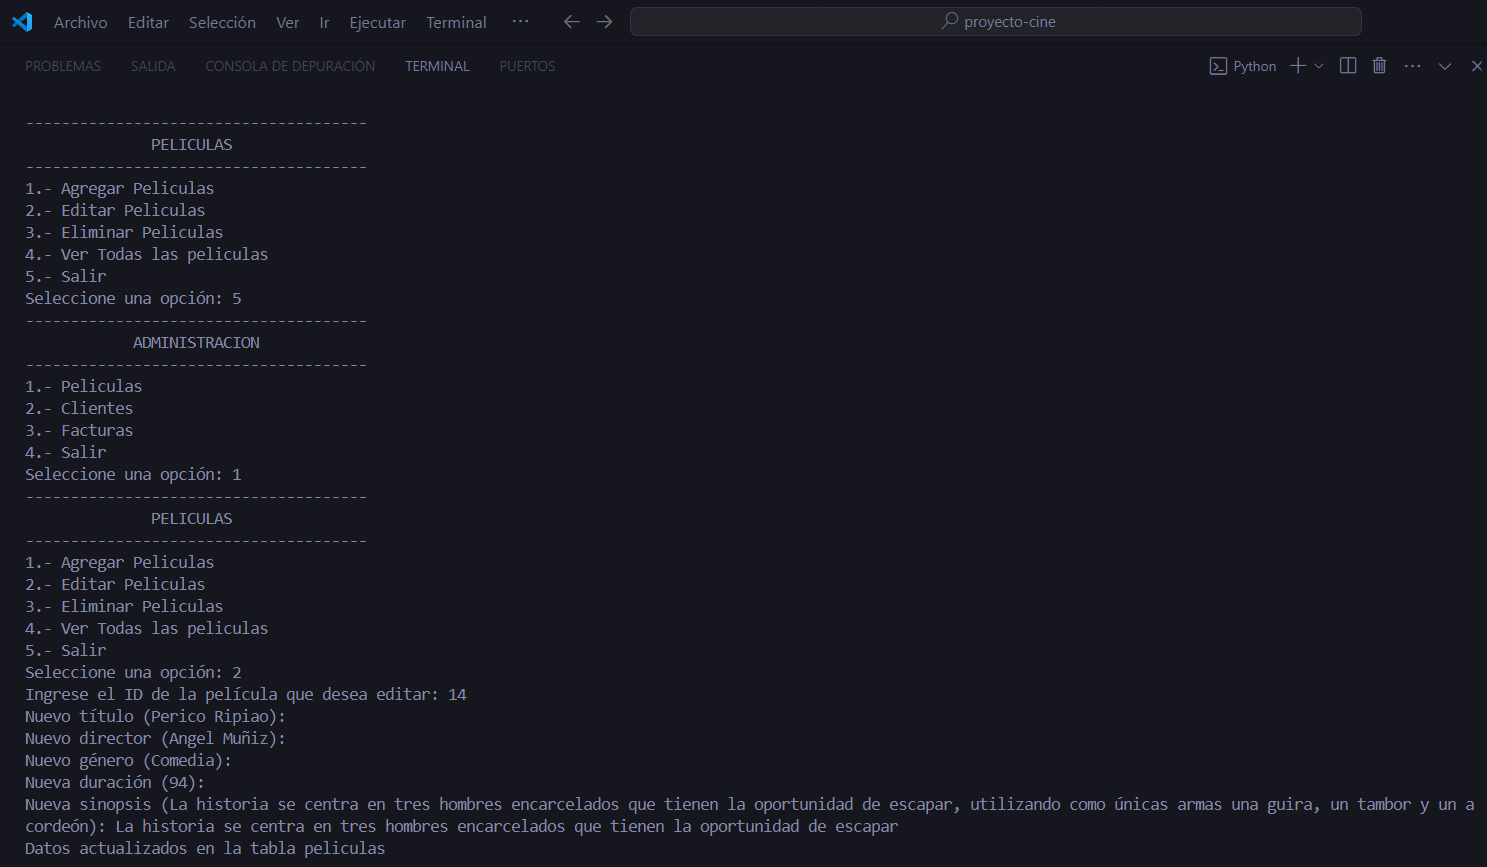 Archivo Editar Selección Ver Ir Ejecutar Terminal ··· proyecto-cine
PROBLEMAS SALIDA CONSOLA DE DEPURACIÓN TERMINAL PUERTOS Python
--------------------------------------
PELICULAS
--------------------------------------
1.- Agregar Peliculas
2.- Editar Peliculas
3.- Eliminar Peliculas
4.- Ver Todas las peliculas
5.- Salir
Seleccione una opción: 5
--------------------------------------
ADMINISTRACION
--------------------------------------
1.- Peliculas
2.- Clientes
3.- Facturas
4.- Salir
Seleccione una opción: 1
--------------------------------------
PELICULAS
--------------------------------------
1.- Agregar Peliculas
2.- Editar Peliculas
3.- Eliminar Peliculas
4.- Ver Todas las peliculas
5.- Salir
Seleccione una opción: 2
Ingrese el ID de la película que desea editar: 14
Nuevo título (Perico Ripiao):
Nuevo director (Angel Muñiz):
Nuevo género (Comedia):
Nueva duración (94):
Nueva sinopsis (La historia se centra en tres hombres encarcelados que tienen la oportunidad de escapar, utilizando como únicas armas una guira, un tambor y un a
cordeón): La historia se centra en tres hombres encarcelados que tienen la oportunidad de escapar
Datos actualizados en la tabla peliculas